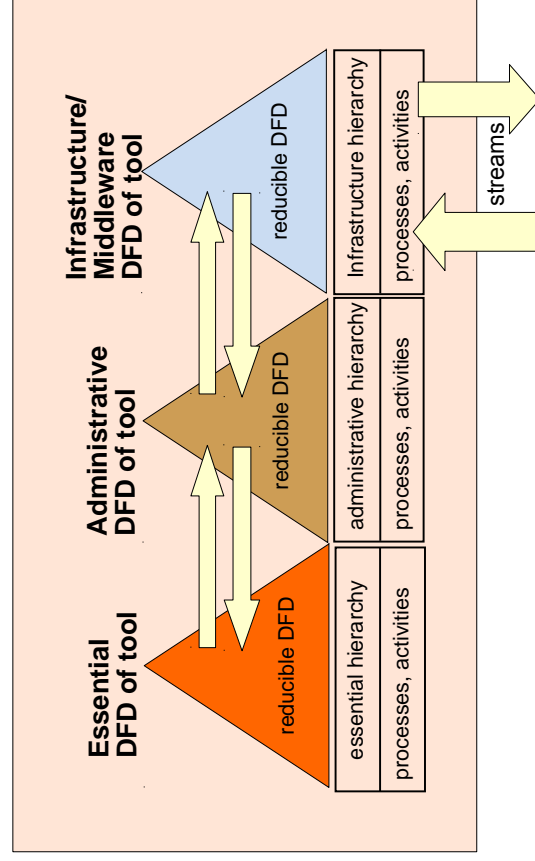 Essential
DFD of tool
Administrative
DFD of tool
Infrastructure/
Middleware
DFD of tool
reducible DFD
reducible DFD
reducible DFD
essential hierarchy
processes, activities
administrative hierarchy
processes, activities
Infrastructure hierarchy
processes, activities
streams